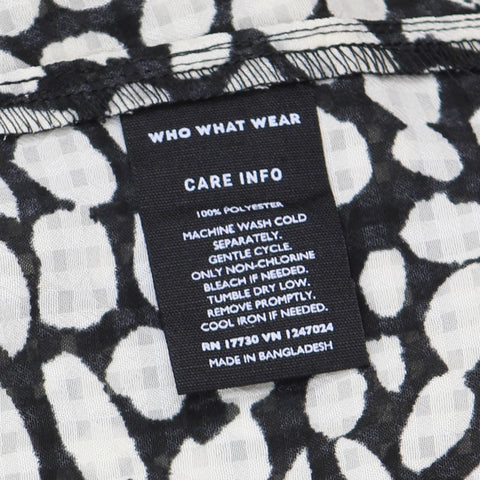 WHO WHAT WEAR
CARE INFO
100% POLYESTER
MACHINE WASH COLD
SEPARATELY.
GENTLE CYCLE.
ONLY NON-CHLORINE
BLEACH IF NEEDED.
TUMBLE DRY LOW.
REMOVE PROMPTLY.
COOL IRON IF NEEDED.
RN 17730 VN 1247024
MADE IN BANGLADESH